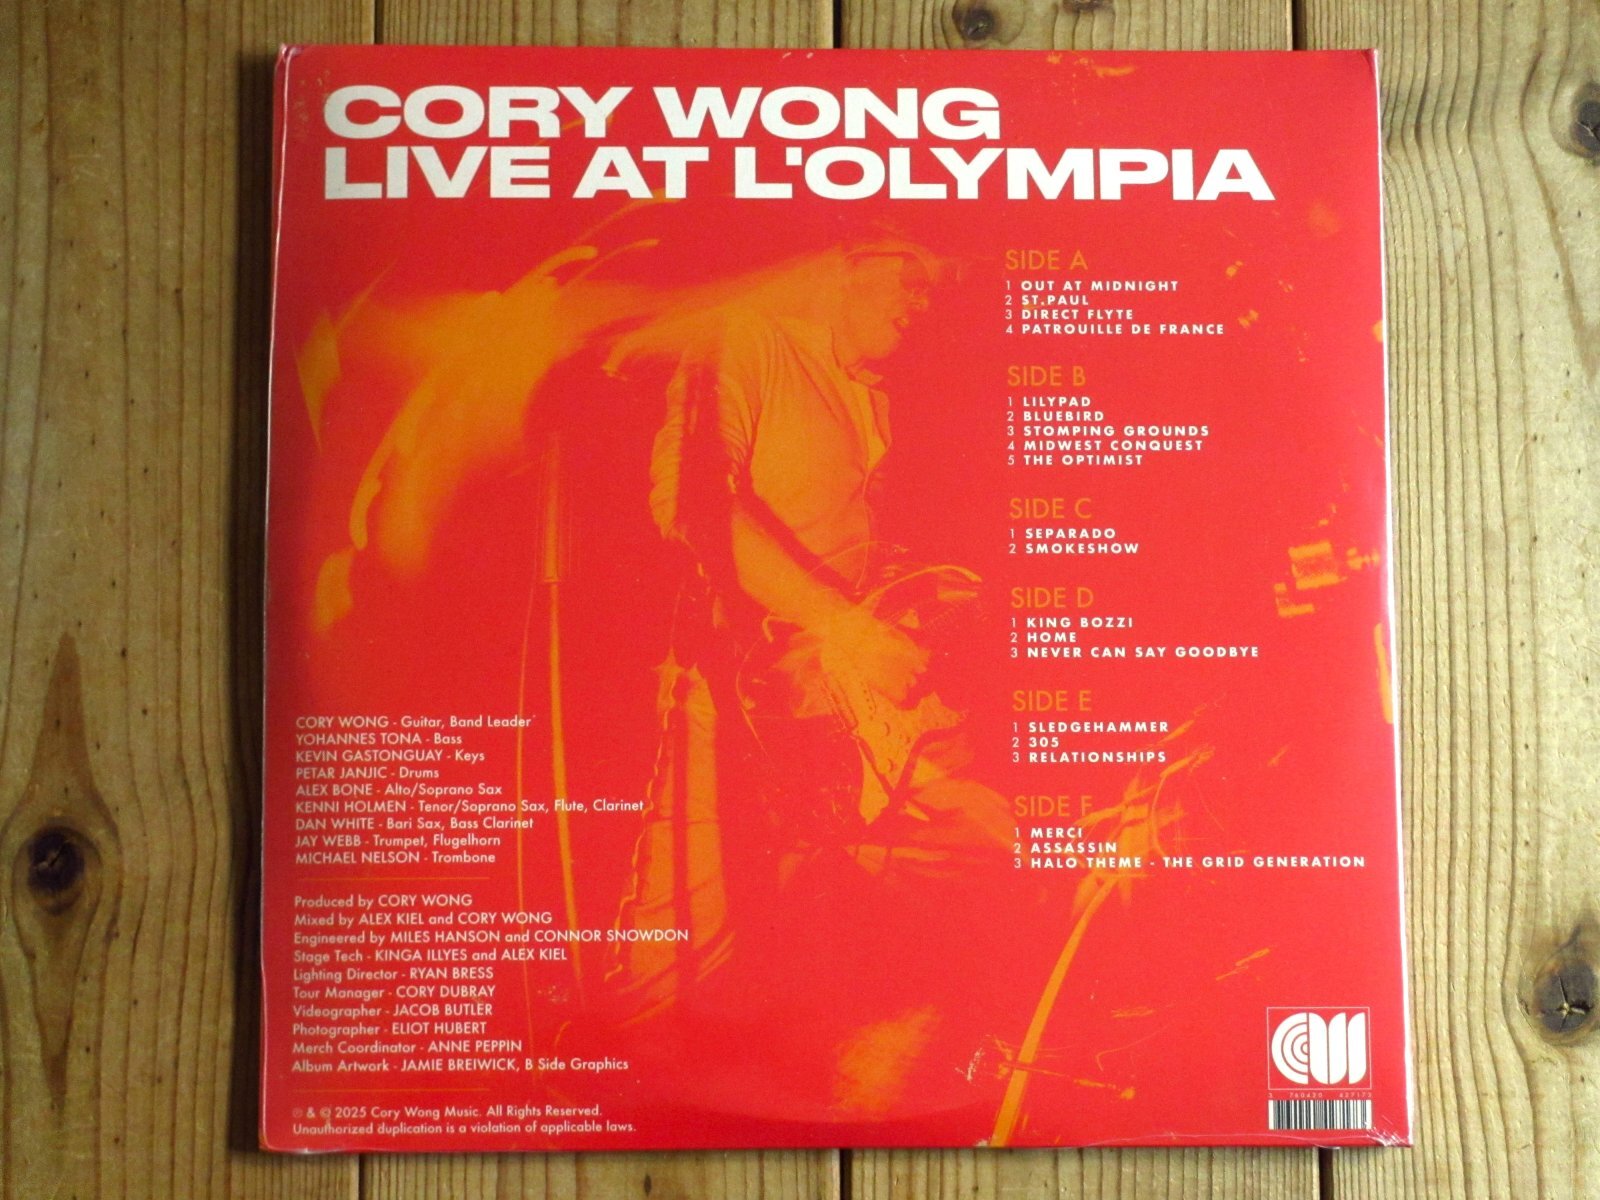 CORY WONG
LIVE AT L'OLYMPIA
SIDE A
1 OUT AT MIDNIGHT
2 ST.PAUL
3 DIRECT FLYTE
4 PATROUILLE DE FRANCE
SIDE B
1 LILYPAD
2 BLUEBIRD
3 STOMPING GROUNDS
4 MIDWEST CONQUEST
5 THE OPTIMIST
SIDE C
1 SEPARADO
2 SMOKESHOW
SIDE D
1 KING BOZZI
2 HOME
3 NEVER CAN SAY GOODBYE
SIDE E
1 SLEDGEHAMMER
2 305
3 RELATIONSHIPS
SIDE F
1 MERCI
2 ASSASSIN
3 HALO THEME - THE GRID GENERATION
CORY WONG - Guitar, Band Leader
YOHANNES TONA - Bass
KEVIN GASTONGUAY - Keys
PETAR JANJIC - Drums
ALEX BONE - Alto/Soprano Sax
KENNI HOLMEN - Tenor/Soprano Sax, Flute, Clarinet
DAN WHITE - Bari Sax, Bass Clarinet
JAY WEBB - Trumpet, Flugelhorn
MICHAEL NELSON - Trombone
Produced by CORY WONG
Mixed by ALEX KIEL and CORY WONG
Engineered by MILES HANSON and CONNOR SNOWDON
Stage Tech - KINGA ILLYES and ALEX KIEL
Lighting Director - RYAN BRESS
Tour Manager - CORY DUBRAY
Videographer - JACOB BUTLER
Photographer - ELIOT HUBERT
Merch Coordinator - ANNE PEPPIN
Album Artwork - JAMIE BREIWICK, B Side Graphics
℗ & © 2025 Cory Wong Music. All Rights Reserved.
Unauthorized duplication is a violation of applicable laws.